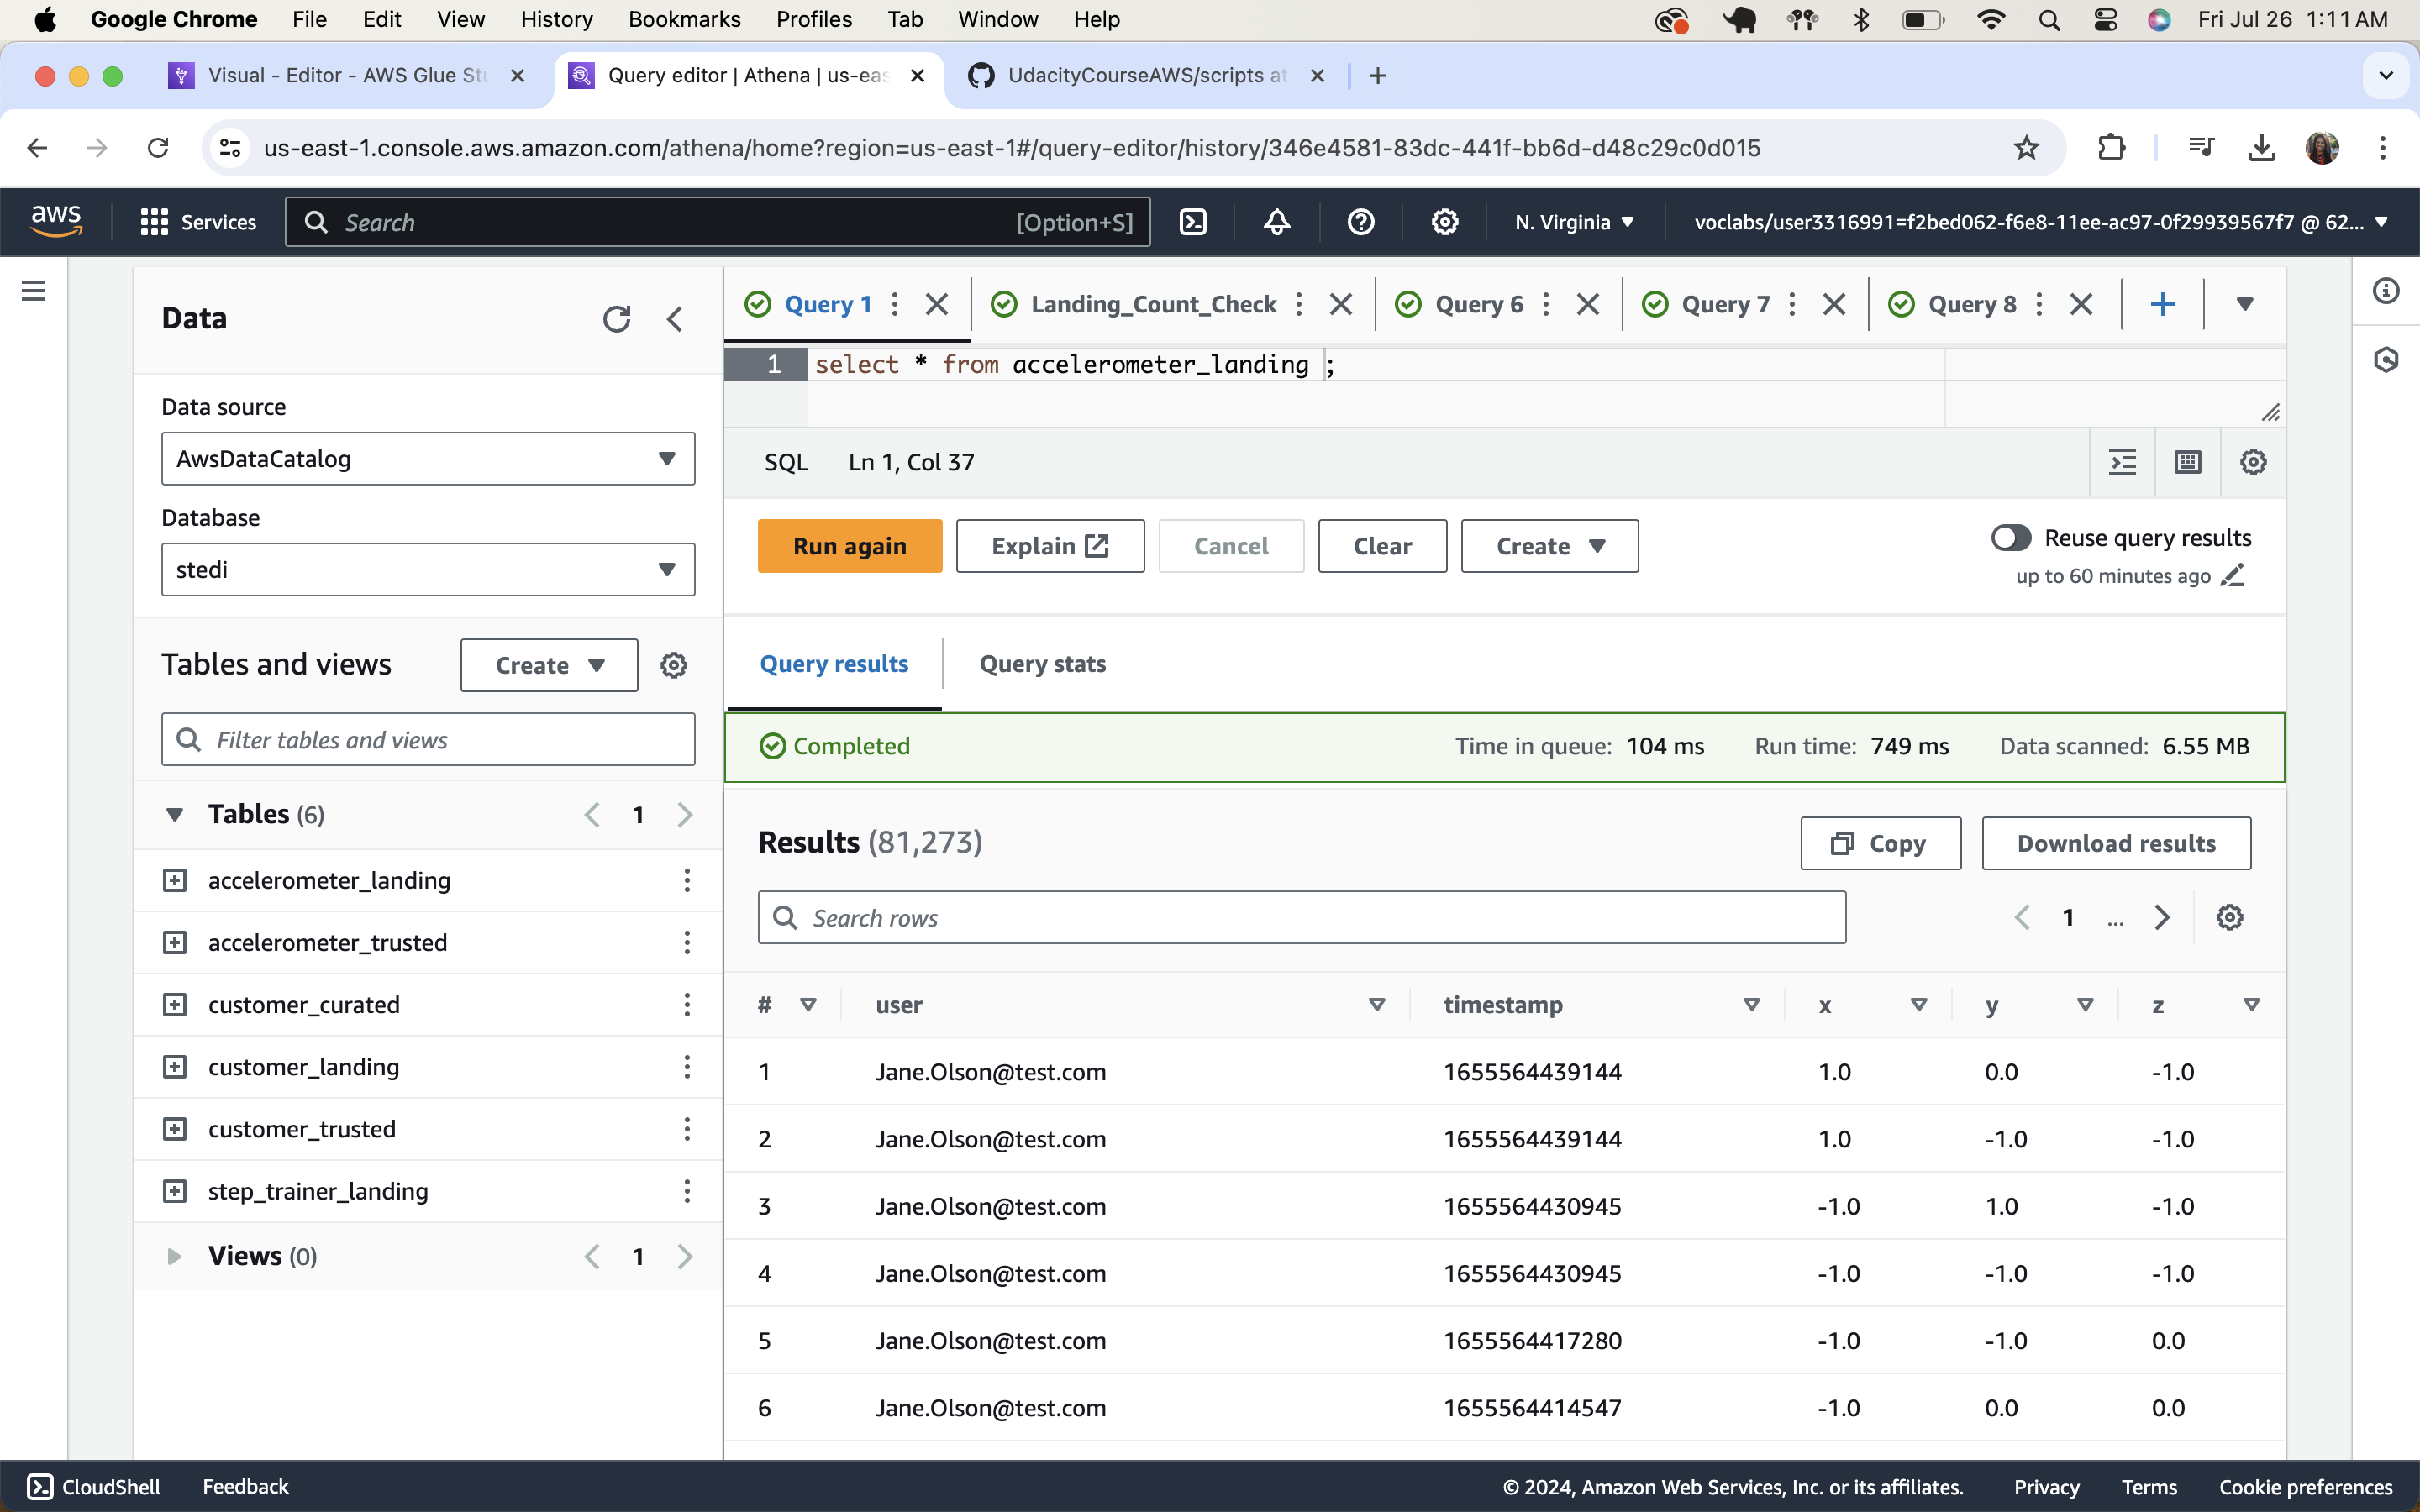 Google Chrome File Edit View History Bookmarks Profiles Tab Window Help Fri Jul 26 1:11 AM
Visual - Editor - AWS Glue Stu Query editor | Athena | us-eas UdacityCourseAWS/scripts at
us-east-1.console.aws.amazon.com/athena/home?region=us-east-1#/query-editor/history/346e4581-83dc-441f-bb6d-d48c29c0d015
aws Services Search [Option+S] N. Virginia voclabs/user3316991=f2bed062-f6e8-11ee-ac97-0f29939567f7 @ 62...
Data
Data source
AwsDataCatalog
Database
stedi
Tables and views Create
Filter tables and views
Tables (6) 1
accelerometer_landing
accelerometer_trusted
customer_curated
customer_landing
customer_trusted
step_trainer_landing
Views (0) 1
Query 1 Landing_Count_Check Query 6 Query 7 Query 8
1 select * from accelerometer_landing ;
SQL Ln 1, Col 37
Run again Explain Cancel Clear Create Reuse query results
up to 60 minutes ago
Query results Query stats
Completed Time in queue: 104 ms Run time: 749 ms Data scanned: 6.55 MB
Results (81,273) Copy Download results
Search rows 1 ...
# user timestamp x y z
1 Jane.Olson@test.com 1655564439144 1.0 0.0 -1.0
2 Jane.Olson@test.com 1655564439144 1.0 -1.0 -1.0
3 Jane.Olson@test.com 1655564430945 -1.0 1.0 -1.0
4 Jane.Olson@test.com 1655564430945 -1.0 -1.0 -1.0
5 Jane.Olson@test.com 1655564417280 -1.0 -1.0 0.0
6 Jane.Olson@test.com 1655564414547 -1.0 0.0 0.0
CloudShell Feedback © 2024, Amazon Web Services, Inc. or its affiliates. Privacy Terms Cookie preferences